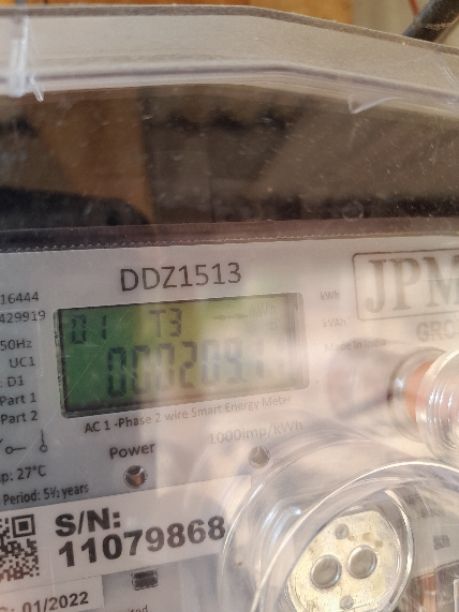 DDZ1513
16444
JPM
429919
kWh
50Hz
01 T3
kVAh
UC1
Made in India
: D1
Part 1
Part 2
AC 1 -Phase 2 wire Smart Energy Meter
1000imp/kWh
Power
p: 27°C
Period: 5½ years
S/N:
11079868
: 01/2022